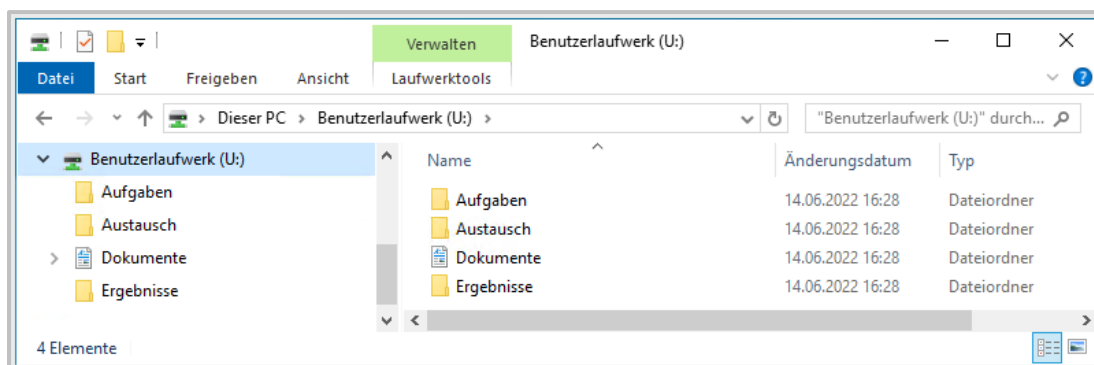 Verwalten Benutzerlaufwerk (U:)
Datei Start Freigeben Ansicht Laufwerktools
Dieser PC > Benutzerlaufwerk (U:) > "Benutzerlaufwerk (U:)" durch...
Benutzerlaufwerk (U:)
Aufgaben
Austausch
Dokumente
Ergebnisse
Name Änderungsdatum Typ
Aufgaben 14.06.2022 16:28 Dateiordner
Austausch 14.06.2022 16:28 Dateiordner
Dokumente 14.06.2022 16:28 Dateiordner
Ergebnisse 14.06.2022 16:28 Dateiordner
4 Elemente